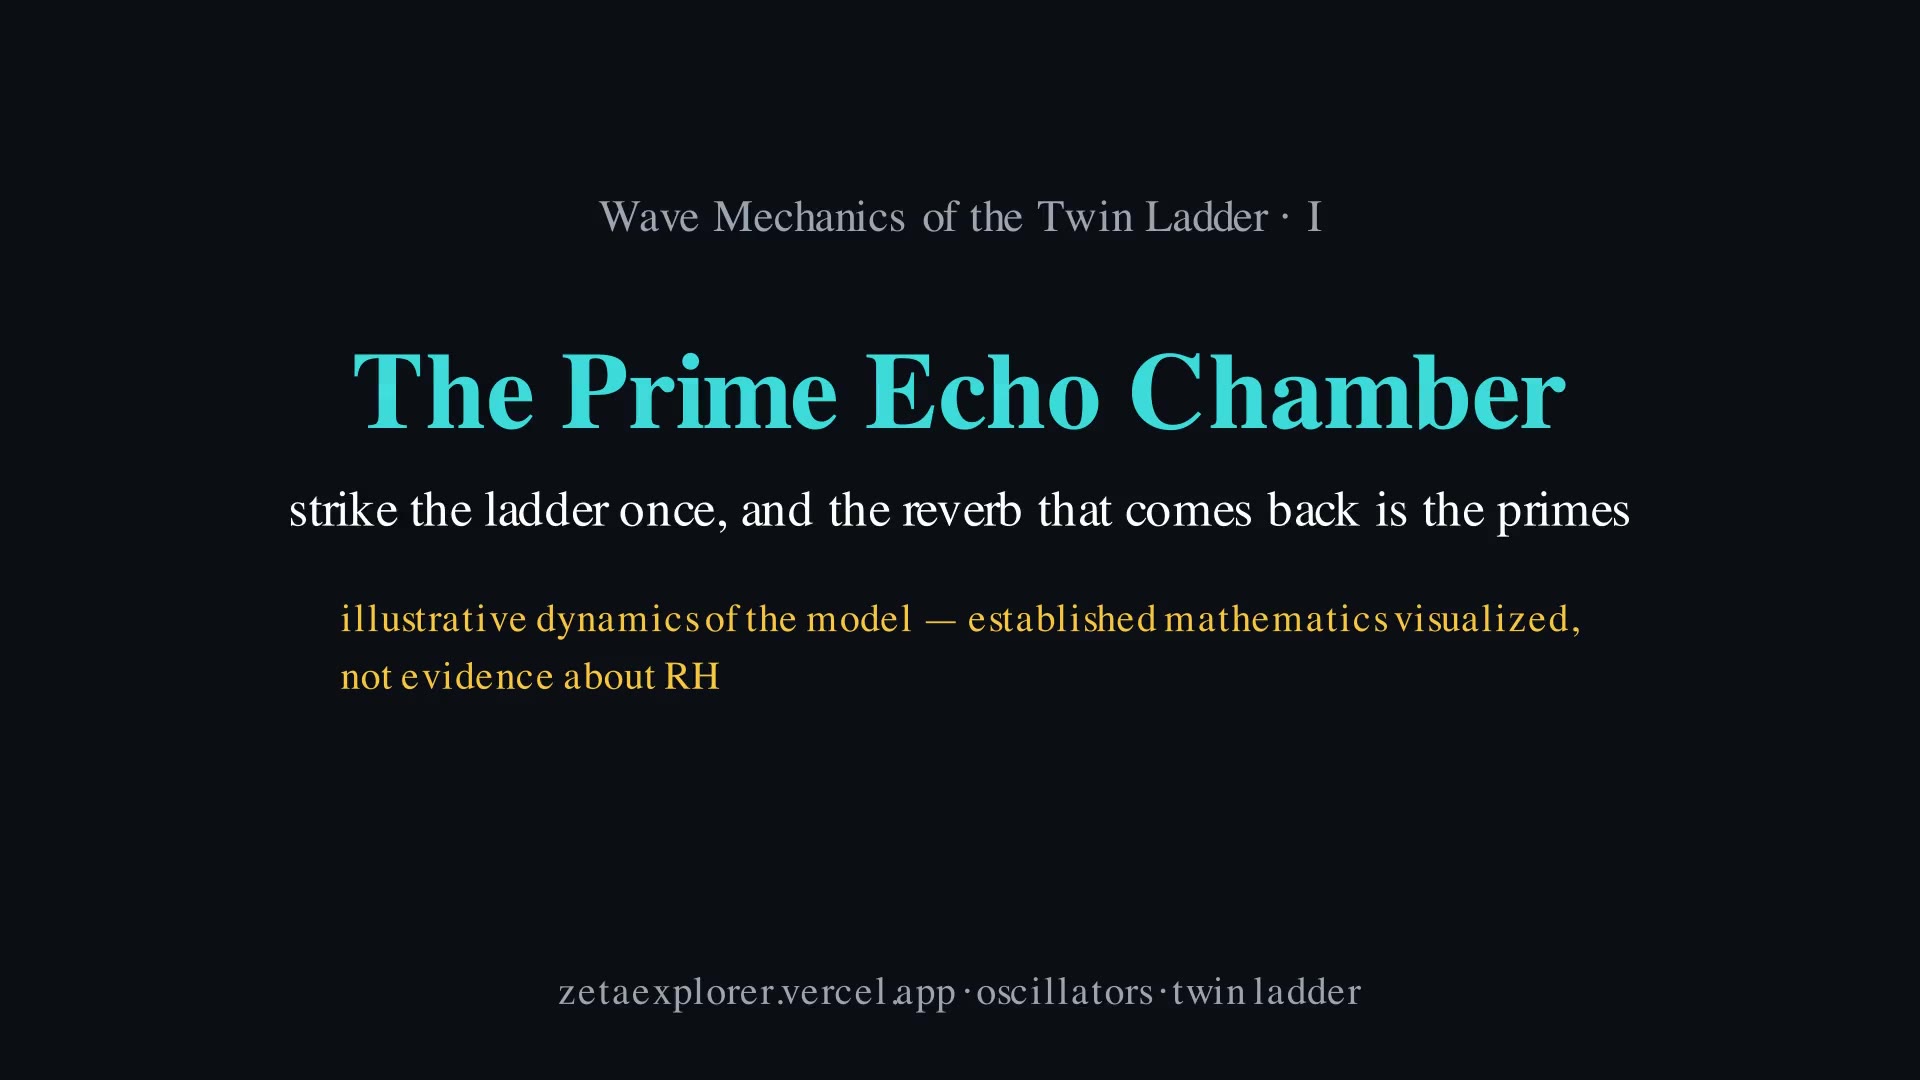 Wave Mechanics of the Twin Ladder · I
The Prime Echo Chamber
strike the ladder once, and the reverb that comes back is the primes
illustrative dynamics of the model — established mathematics visualized,
not evidence about RH
zetaexplorer.vercel.app · oscillators · twin ladder